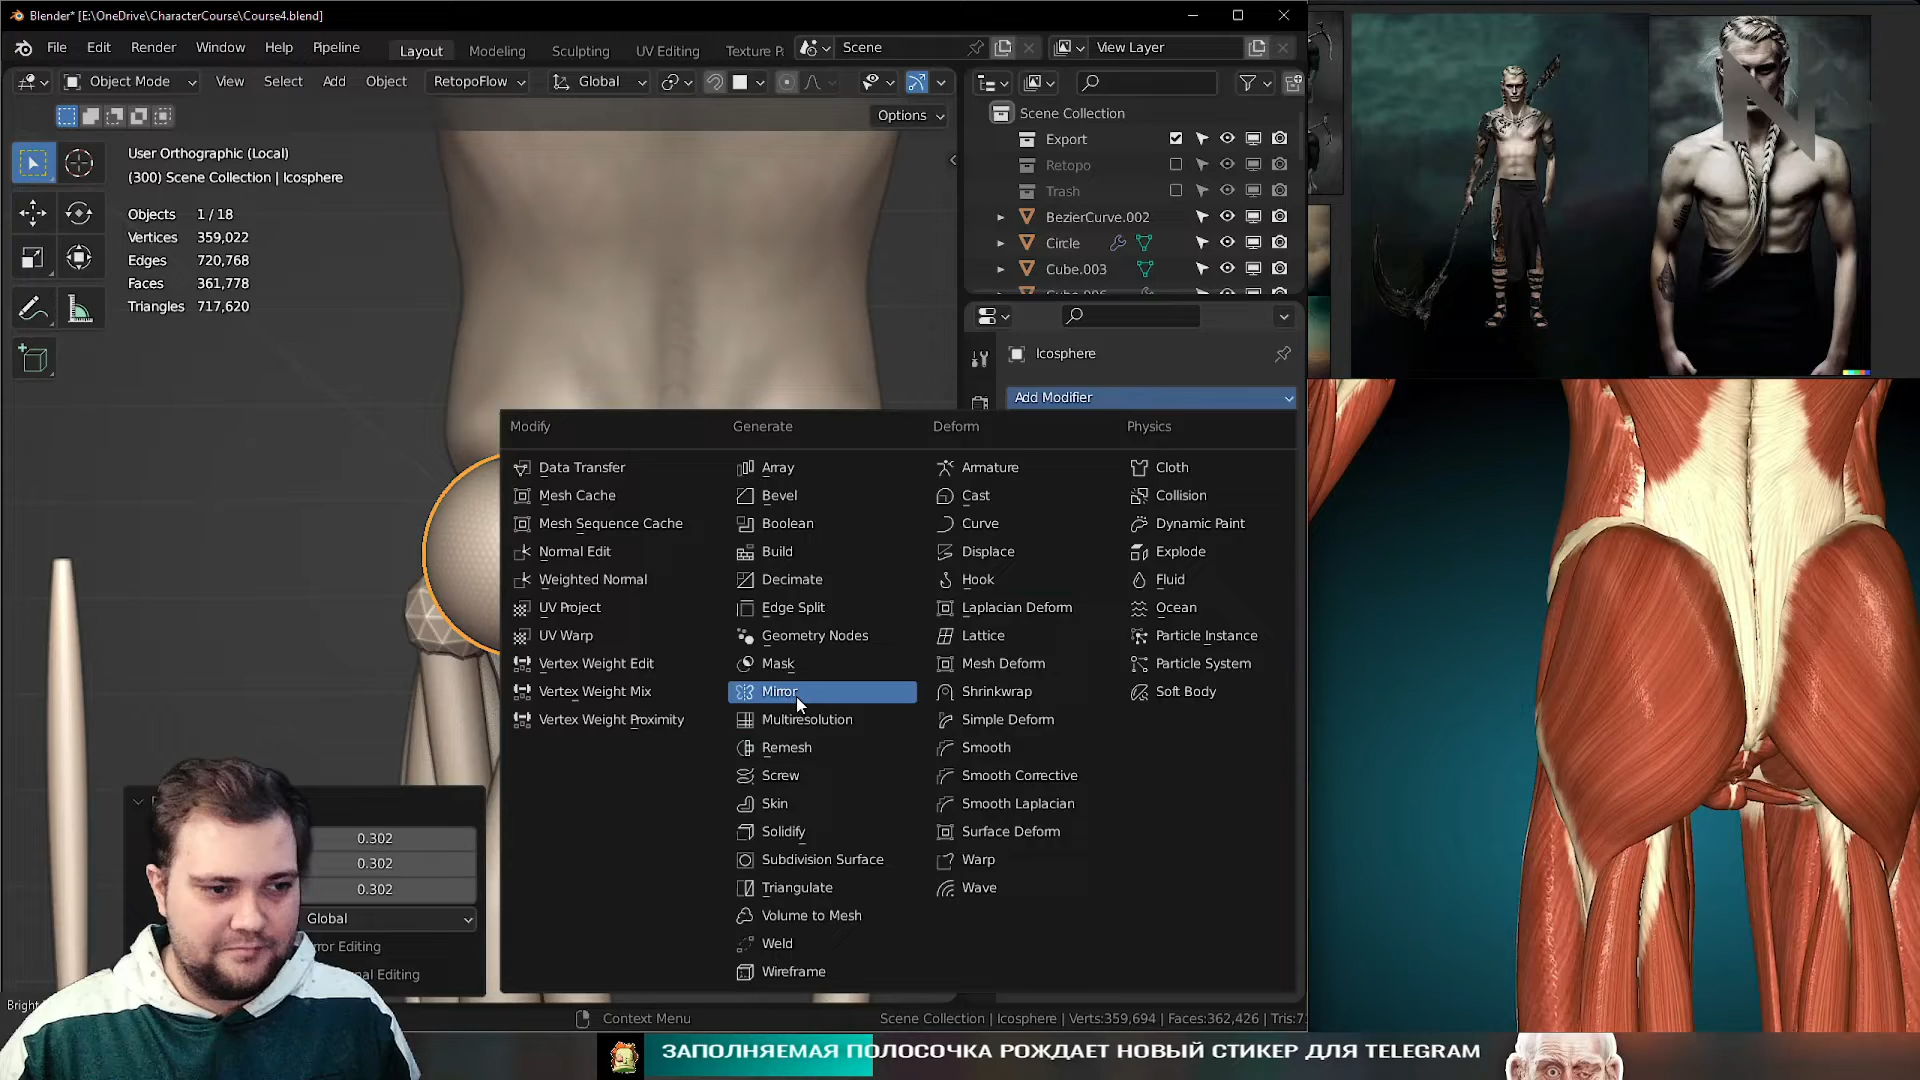 Blender* [E:\OneDrive\CharacterCourse\Course4.blend]
File Edit Render Window Help Pipeline
Layout Modeling Sculpting UV Editing Texture P
Scene
View Layer
Object Mode View Select Add Object RetopoFlow Global
Options
User Orthographic (Local)
(300) Scene Collection | Icosphere
Objects 1 / 18
Vertices 359,022
Edges 720,768
Faces 361,778
Triangles 717,620
Scene Collection
Export
Retopo
Trash
BezierCurve.002
Circle
Cube.003
Icosphere
Add Modifier
Modify
Data Transfer
Mesh Cache
Mesh Sequence Cache
Normal Edit
Weighted Normal
UV Project
UV Warp
Vertex Weight Edit
Vertex Weight Mix
Vertex Weight Proximity
Generate
Array
Bevel
Boolean
Build
Decimate
Edge Split
Geometry Nodes
Mask
Mirror
Multiresolution
Remesh
Screw
Skin
Solidify
Subdivision Surface
Triangulate
Volume to Mesh
Weld
Wireframe
Deform
Armature
Cast
Curve
Displace
Hook
Laplacian Deform
Lattice
Mesh Deform
Shrinkwrap
Simple Deform
Smooth
Smooth Corrective
Smooth Laplacian
Surface Deform
Warp
Wave
Physics
Cloth
Collision
Dynamic Paint
Explode
Fluid
Ocean
Particle Instance
Particle System
Soft Body
0.302
0.302
0.302
Global
rror Editing
nal Editing
Bright
Context Menu
Scene Collection | Icosphere | Verts:359,694 | Faces:362,426 | Tris:7
ЗАПОЛНЯЕМАЯ ПОЛОСОЧКА РОЖДАЕТ НОВЫЙ СТИКЕР ДЛЯ TELEGRAM